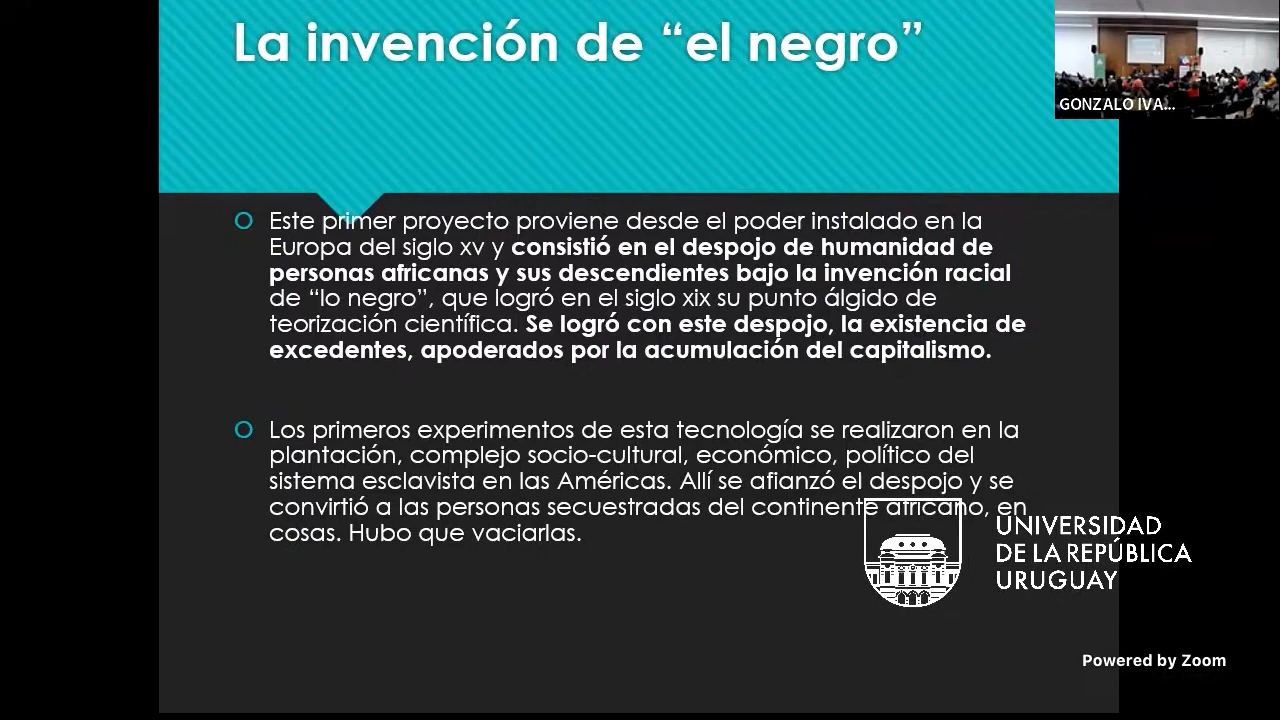 La invención de “el negro”
GONZALO IVA...
Este primer proyecto proviene desde el poder instalado en la
Europa del siglo xv y consistió en el despojo de humanidad de
personas africanas y sus descendientes bajo la invención racial
de “lo negro”, que logró en el siglo xix su punto álgido de
teorización científica. Se logró con este despojo, la existencia de
excedentes, apoderados por la acumulación del capitalismo.
Los primeros experimentos de esta tecnología se realizaron en la
plantación, complejo socio-cultural, económico, político del
sistema esclavista en las Américas. Allí se afianzó el despojo y se
convirtió a las personas secuestradas del continente africano, en
cosas. Hubo que vaciarlas.
UNIVERSIDAD
DE LA REPÚBLICA
URUGUAY
Powered by Zoom